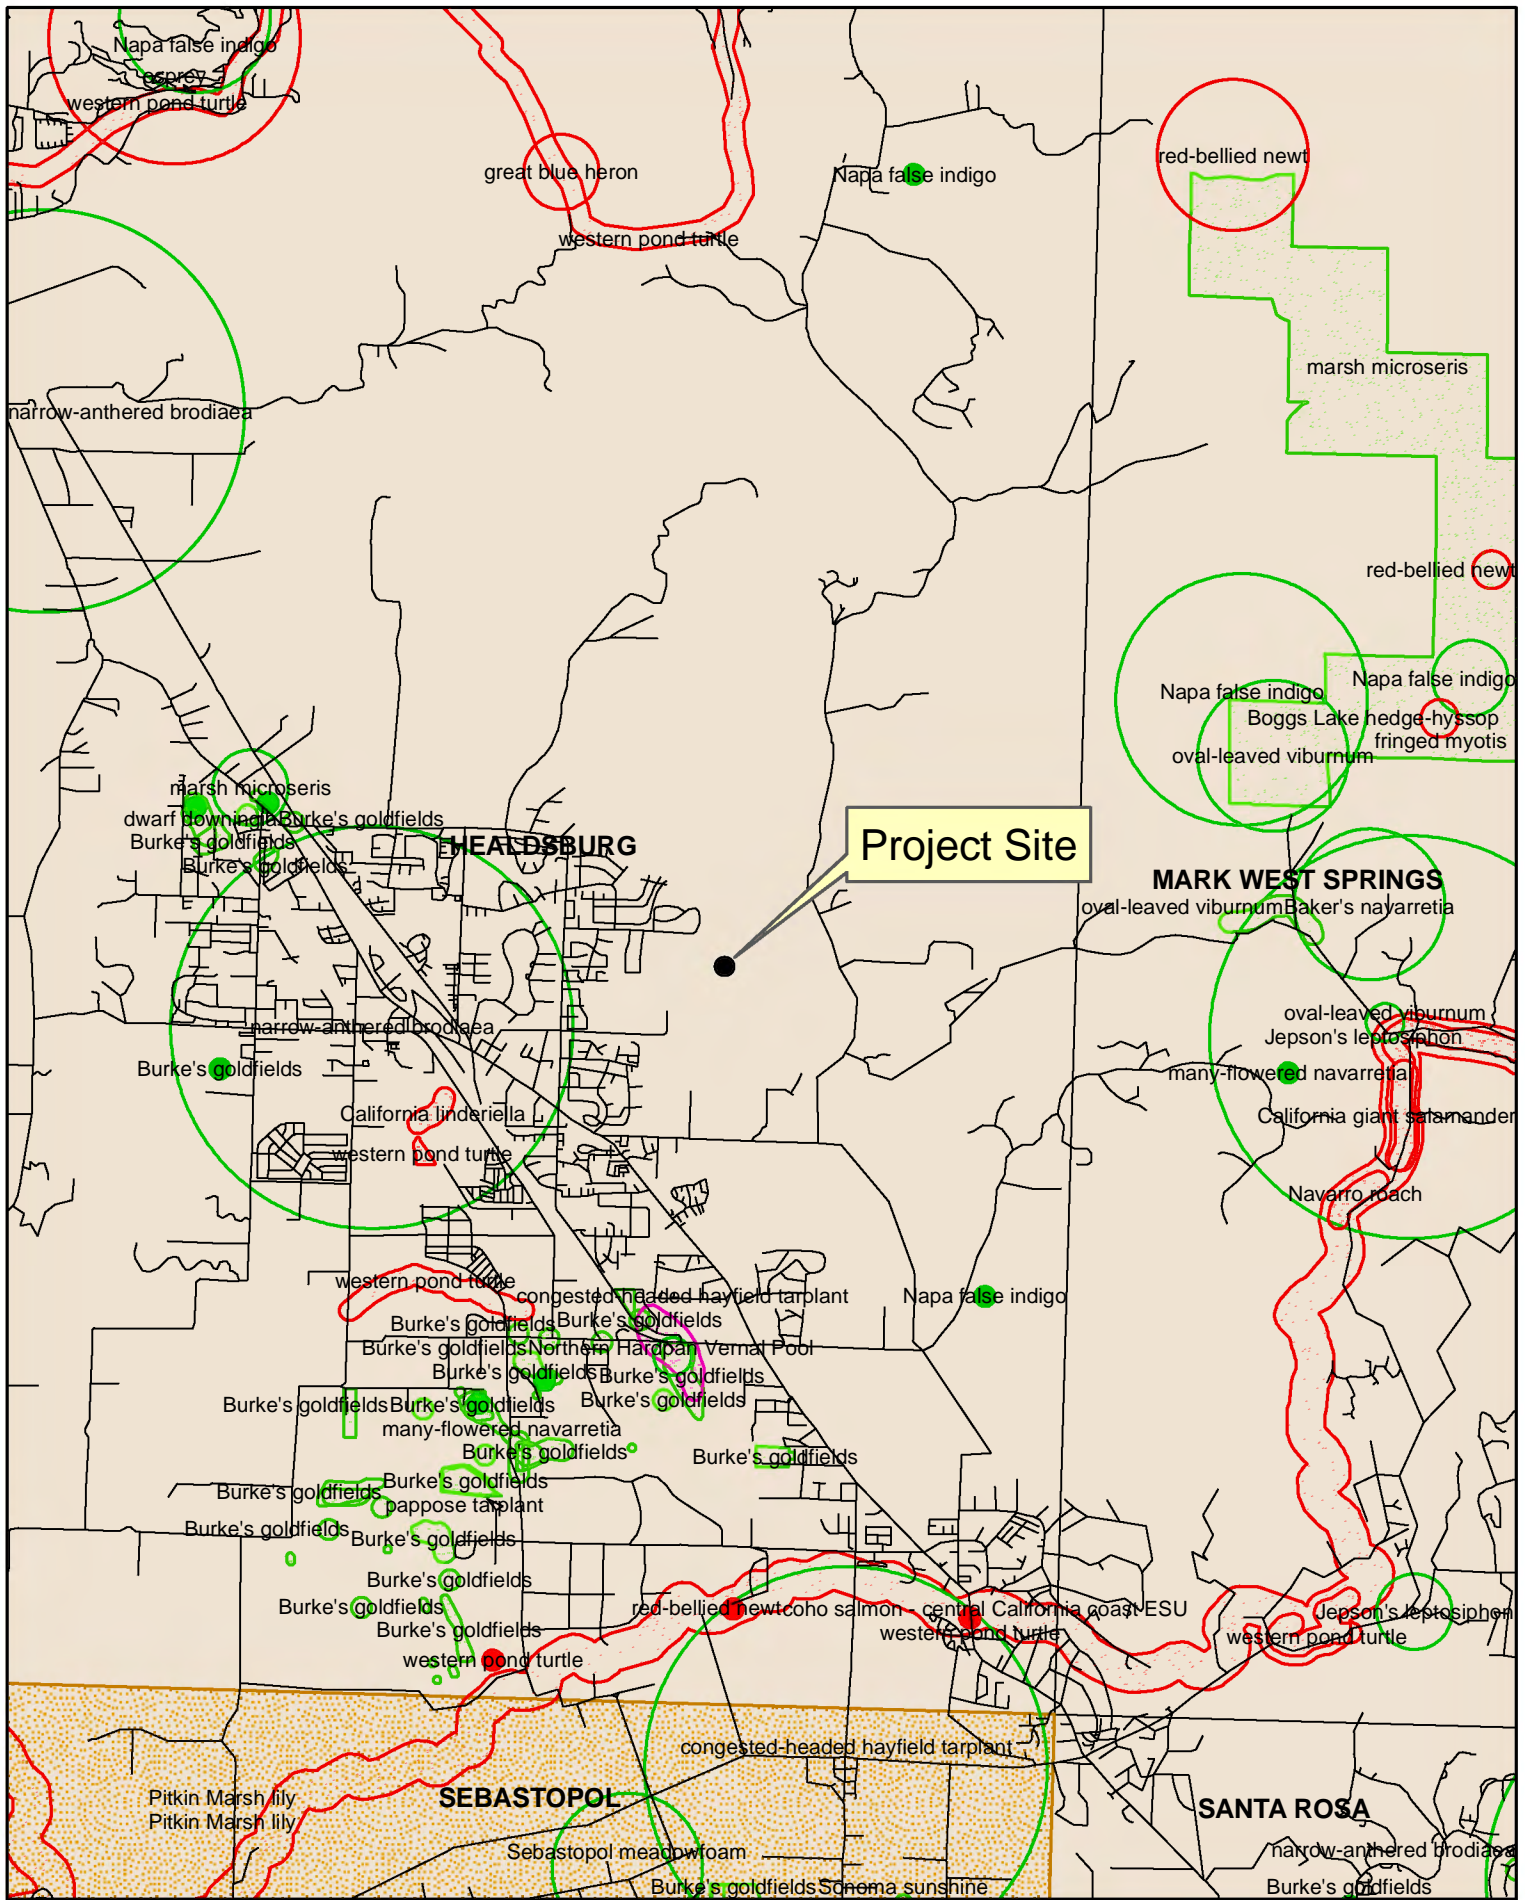 Napa false indigo
osprey
western pond turtle
great blue heron
Napa false indigo
red-bellied newt
western pond turtle
marsh microseris
narrow-anthered brodiaea
red-bellied newt
Napa false indigo
Napa false indigo
Boggs Lake hedge-hyssop
fringed myotis
oval-leaved viburnum
marsh microseris
dwarf downingia
Burke's goldfields
Burke's goldfields
Burke's goldfields
HEALDSBURG
Project Site
MARK WEST SPRINGS
oval-leaved viburnum
Baker's navarretia
oval-leaved viburnum
Jepson's leptosiphon
narrow-anthered brodiaea
Burke's goldfields
many-flowered navarretia
California linderiella
California giant salamander
western pond turtle
Navarro roach
western pond turtle
congested-headed hayfield tarplant
Napa false indigo
Burke's goldfields
Burke's goldfields
Burke's goldfields
Northern Hardpan Vernal Pool
Burke's goldfields
Burke's goldfields
Burke's goldfields
Burke's goldfields
Burke's goldfields
many-flowered navarretia
Burke's goldfields
Burke's goldfields
Burke's goldfields
Burke's goldfields
pappose tarplant
Burke's goldfields
Burke's goldfields
Burke's goldfields
Burke's goldfields
red-bellied newt
coho salmon - central California coast ESU
Jepson's leptosiphon
Burke's goldfields
western pond turtle
western pond turtle
western pond turtle
congested-headed hayfield tarplant
Pitkin Marsh lily
Pitkin Marsh lily
SEBASTOPOL
SANTA ROSA
Sebastopol meadowfoam
narrow-anthered brodiaea
Burke's goldfields
Sonoma sunshine
Burke's goldfields